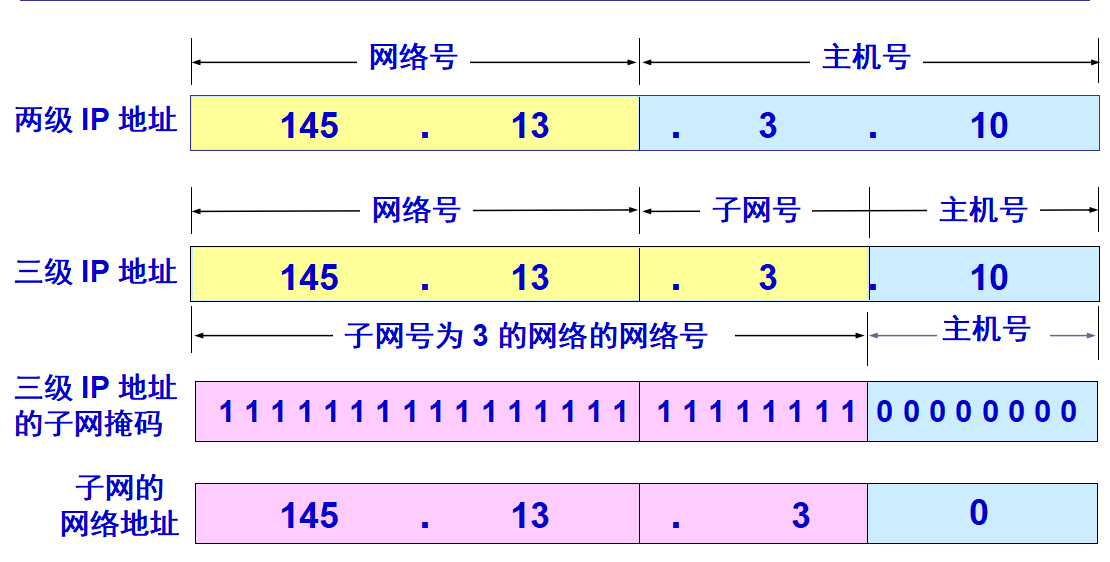 网络号 主机号
两级 IP 地址 145 . 13 . 3 . 10
网络号 子网号 主机号
三级 IP 地址 145 . 13 . 3 . 10
子网号为 3 的网络的网络号 主机号
三级 IP 地址
的子网掩码
1 1 1 1 1 1 1 1 1 1 1 1 1 1 1 1 1 1 1 1 1 1 1 1 0 0 0 0 0 0 0 0
子网的
网络地址
145 . 13 . 3 0